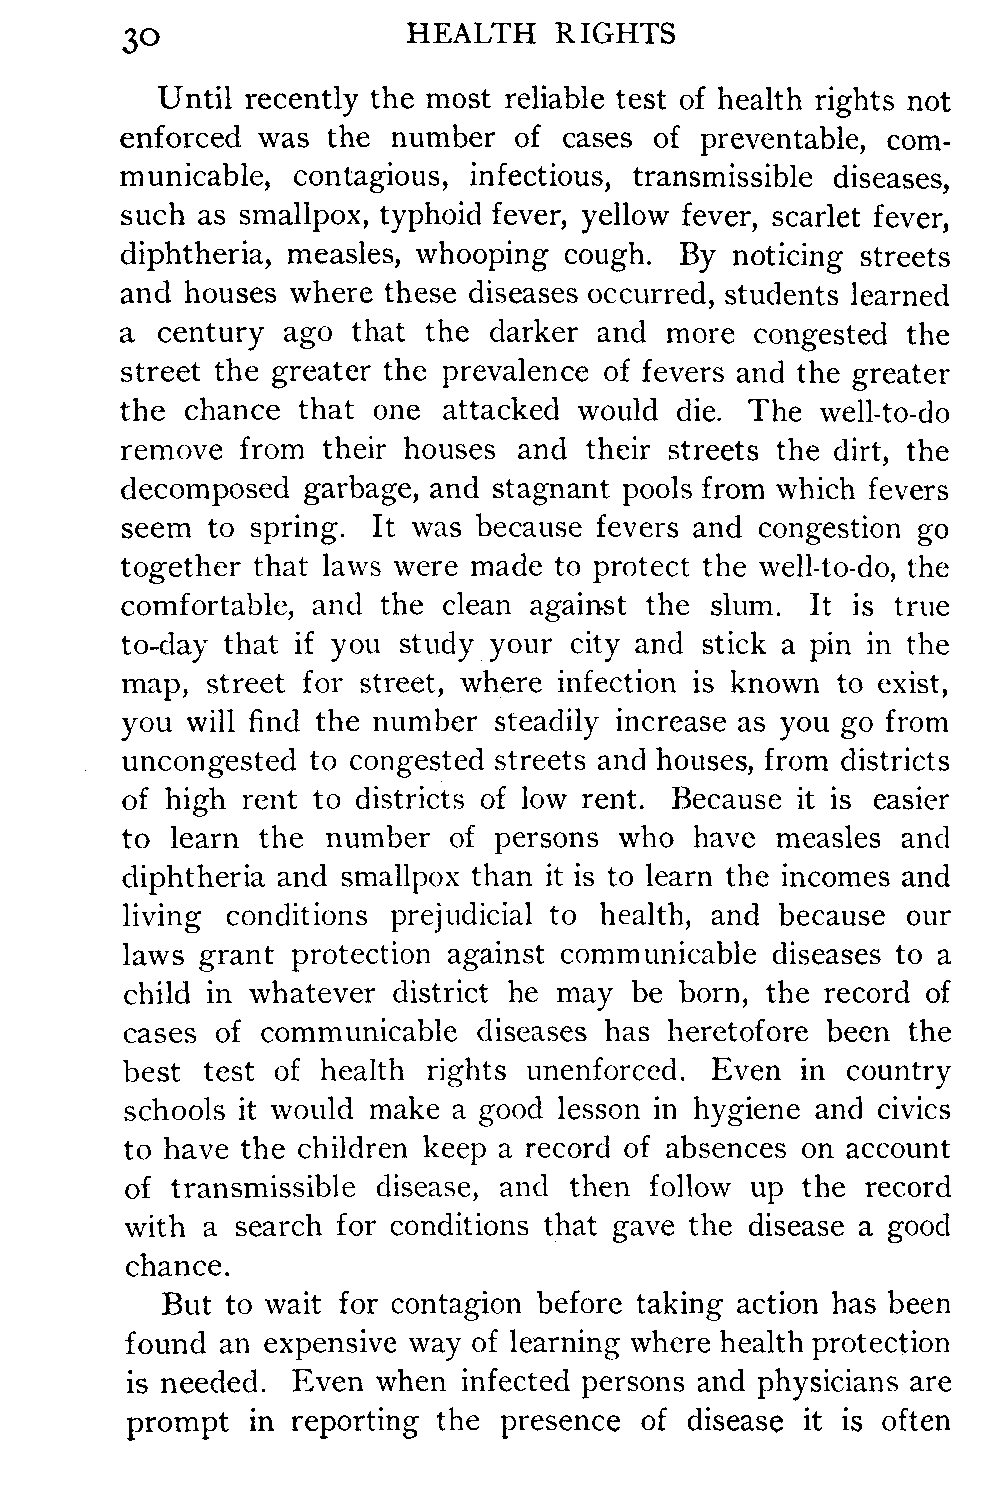 30 HEALTH RIGHTS
Until recently the most reliable test of health rights not
enforced was the number of cases of preventable, com-
municable, contagious, infectious, transmissible diseases,
such as smallpox, typhoid fever, yellow fever, scarlet fever,
diphtheria, measles, whooping cough. By noticing streets
and houses where these diseases occurred, students learned
a century ago that the darker and more congested the
street the greater the prevalence of fevers and the greater
the chance that one attacked would die. The well-to-do
remove from their houses and their streets the dirt, the
decomposed garbage, and stagnant pools from which fevers
seem to spring. It was because fevers and congestion go
together that laws were made to protect the well-to-do, the
comfortable, and the clean against the slum. It is true
to-day that if you study your city and stick a pin in the
map, street for street, where infection is known to exist,
you will find the number steadily increase as you go from
uncongested to congested streets and houses, from districts
of high rent to districts of low rent. Because it is easier
to learn the number of persons who have measles and
diphtheria and smallpox than it is to learn the incomes and
living conditions prejudicial to health, and because our
laws grant protection against communicable diseases to a
child in whatever district he may be born, the record of
cases of communicable diseases has heretofore been the
best test of health rights unenforced. Even in country
schools it would make a good lesson in hygiene and civics
to have the children keep a record of absences on account
of transmissible disease, and then follow up the record
with a search for conditions that gave the disease a good
chance.
But to wait for contagion before taking action has been
found an expensive way of learning where health protection
is needed. Even when infected persons and physicians are
prompt in reporting the presence of disease it is often